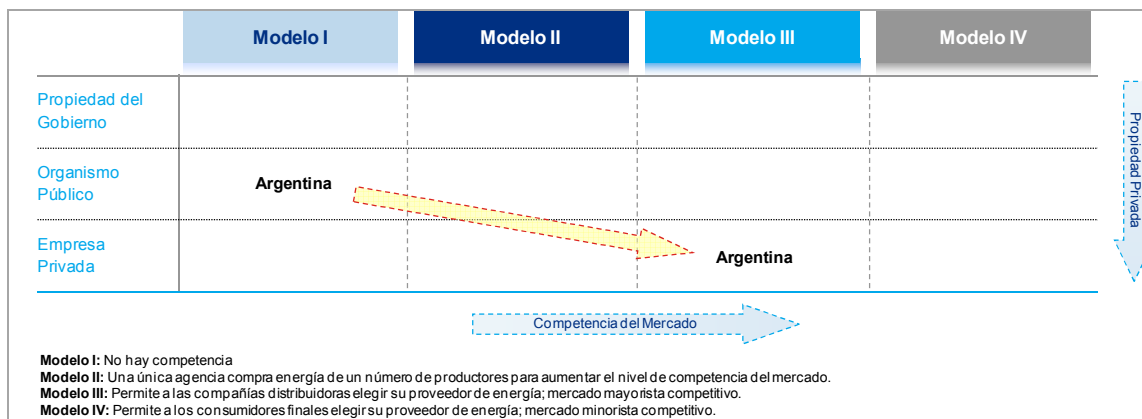 Modelo I
Modelo II
Modelo III
Modelo IV
Propiedad del
Gobierno
Organismo
Público
Argentina
Empresa
Privada
Argentina
Propiedad Privada
Competencia del Mercado
Modelo I: No hay competencia
Modelo II: Una única agencia compra energía de un número de productores para aumentar el nivel de competencia del mercado.
Modelo III: Permite a las compañías distribuidoras elegir su proveedor de energía; mercado mayorista competitivo.
Modelo IV: Permite a los consumidores finales elegir su proveedor de energía; mercado minorista competitivo.